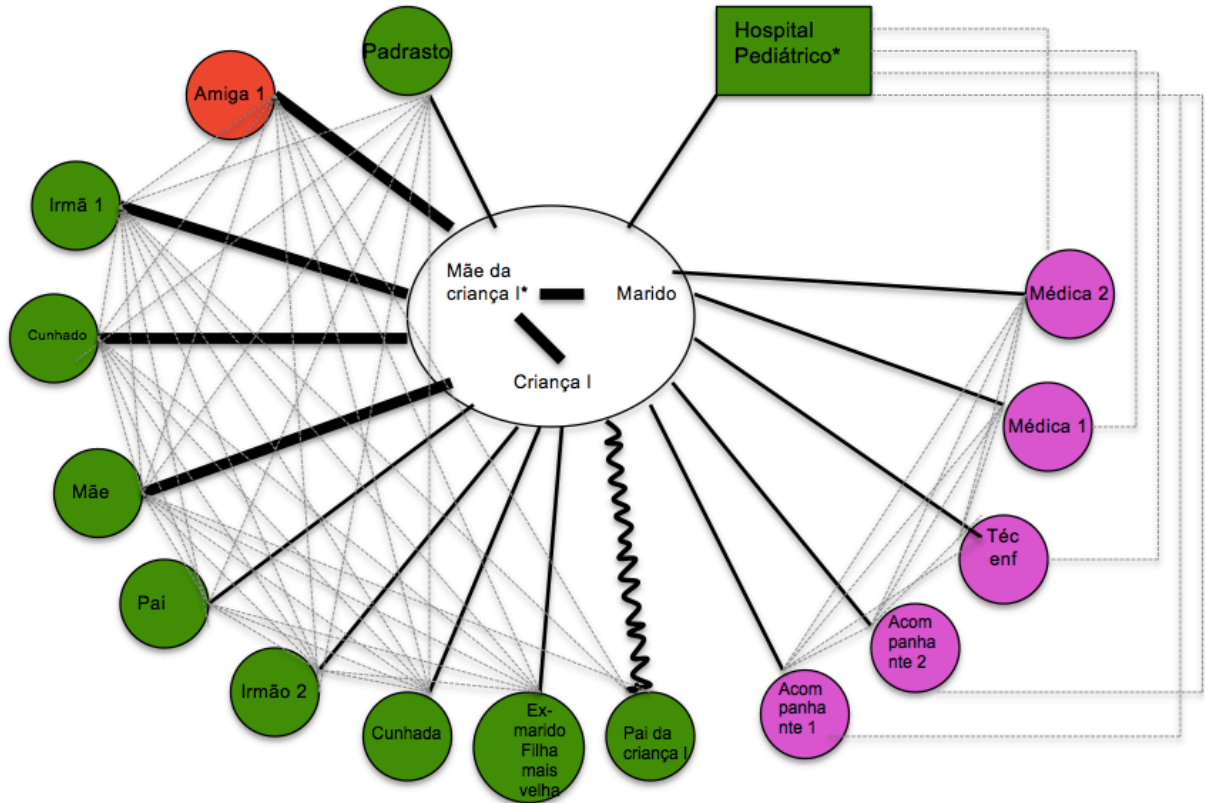 Padrasto
Hospital
Pediátrico*
Amiga 1
Irmã 1
Mãe da
criança I*
Marido
Médica 2
Cunhado
Criança I
Médica 1
Mãe
Téc
enf
Pai
Acom
panha
nte 2
Irmão 2
Cunhada
Ex-
marido
Filha
mais
velha
Pai da
criança I
Acom
panha
nte 1